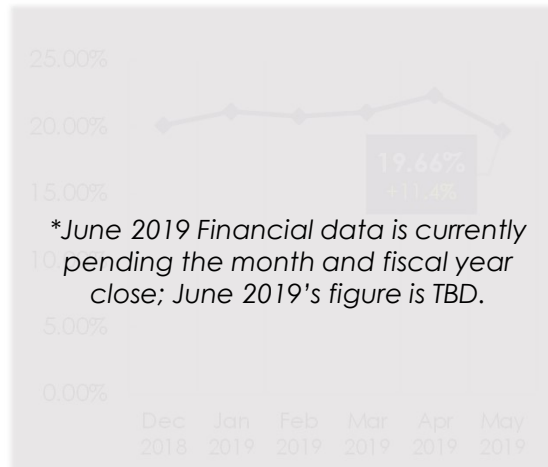 25.00%
20.00%
19.66%
+11.4%
15.00%
*June 2019 Financial data is currently
10.00%
pending the month and fiscal year
close; June 2019's figure is TBD.
5.00%
0.00%
Dec Jan Feb Mar Apr May
2018 2019 2019 2019 2019 2019